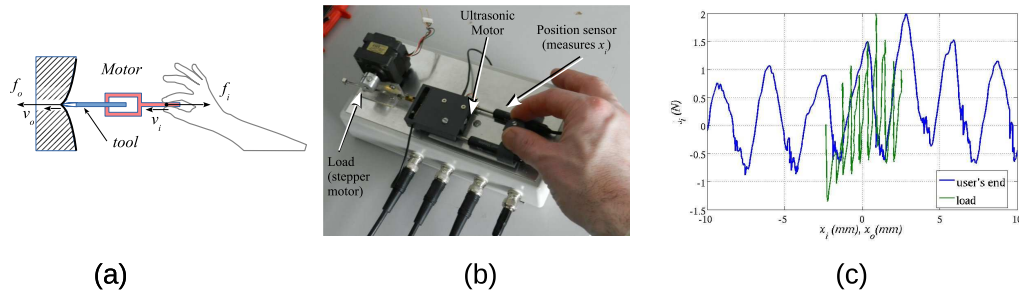 Motor
f_o
f_i
v_o
v_i
tool
(a)
Ultrasonic
Motor
Position sensor
(measures x_i)
Load
(stepper
motor)
(b)
2
1.5
1
0.5
0
-0.5
-1
-1.5
(N)
user's end
load
-10
-5
0
5
10
x_i (mm), x_o(mm)
(c)